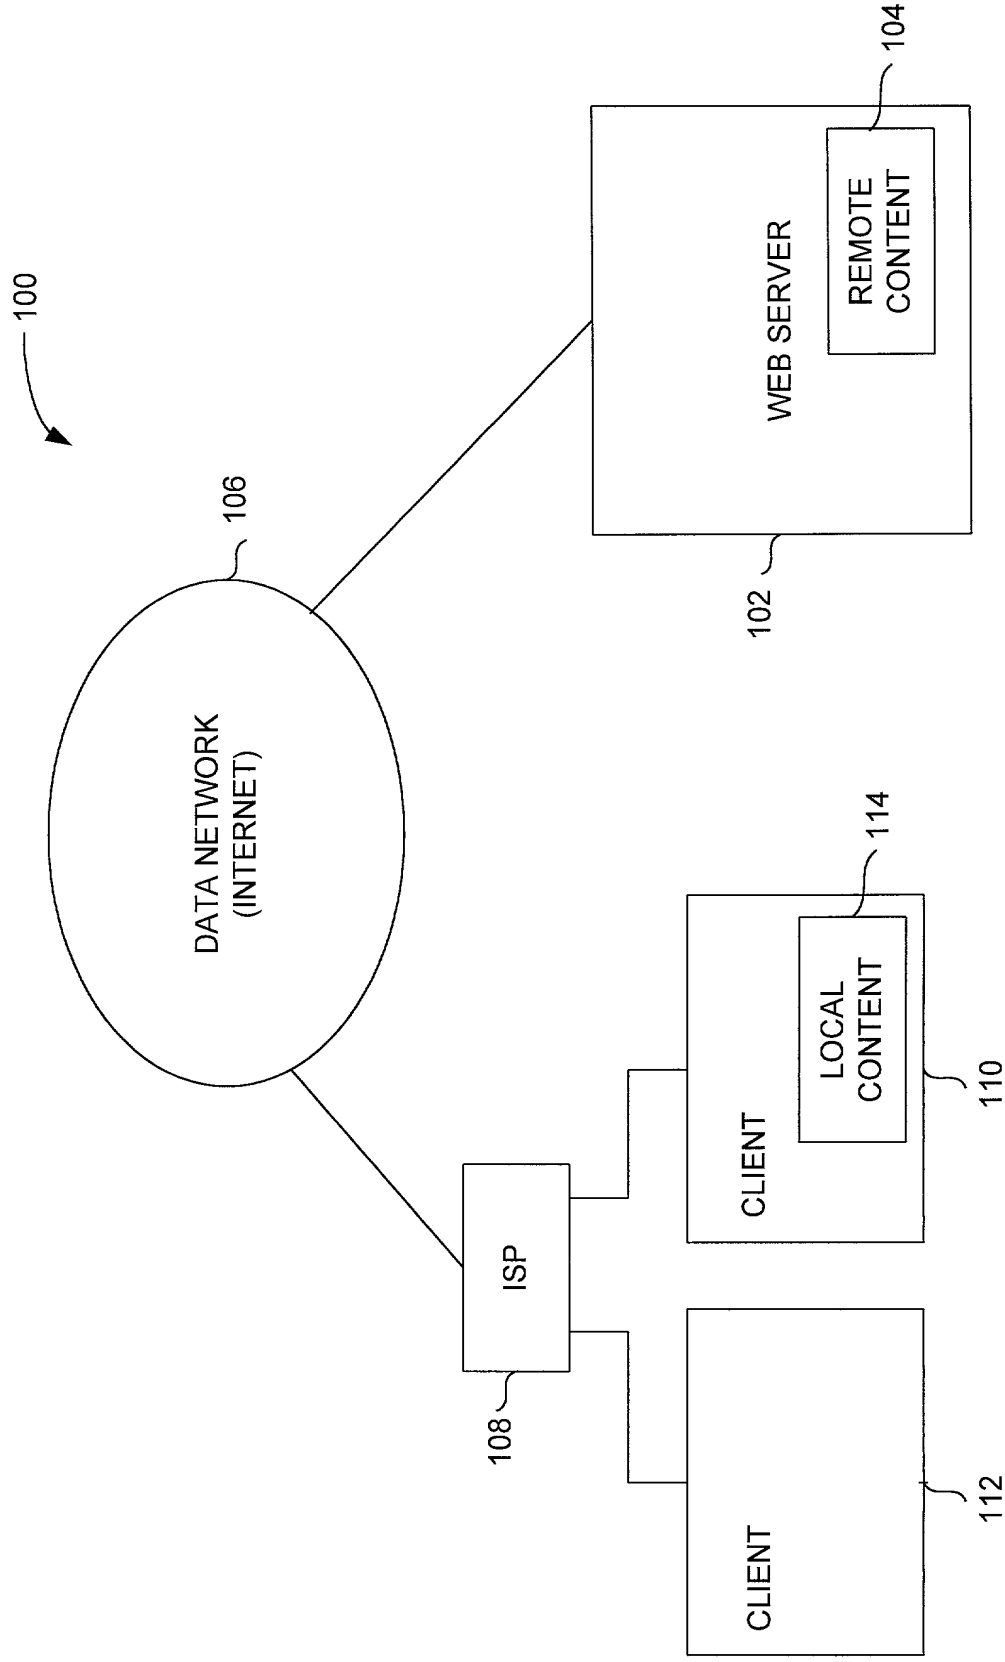 100
106
DATA NETWORK
(INTERNET)
ISP
108
CLIENT
112
CLIENT
LOCAL
CONTENT
114
110
WEB SERVER
102
REMOTE
CONTENT
104